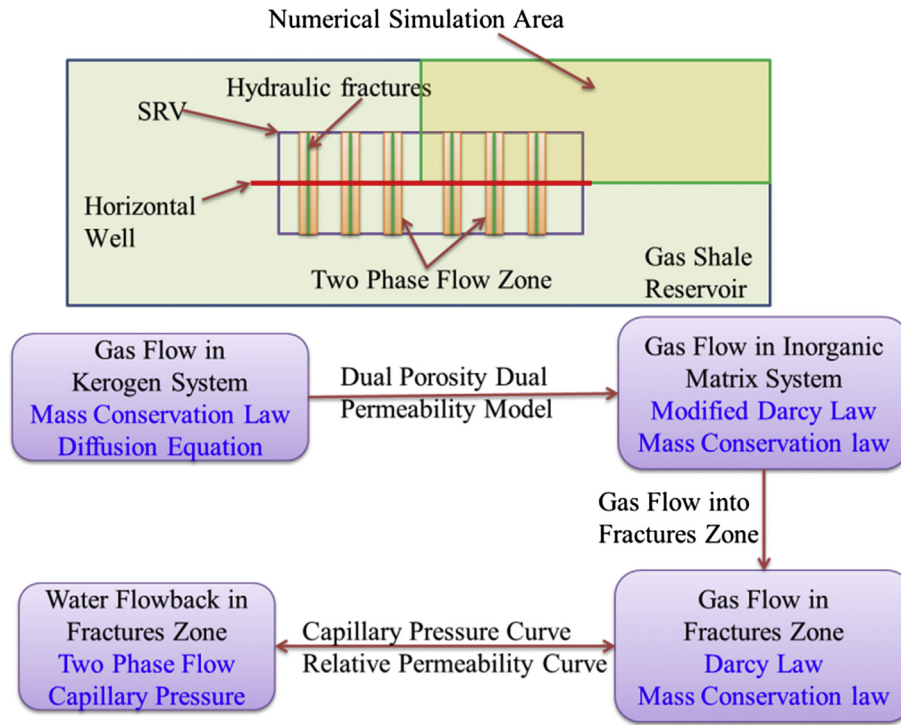 Numerical Simulation Area
Hydraulic fractures
SRV
Horizontal
Well
Two Phase Flow Zone
Gas Shale
Reservoir
Gas Flow in
Kerogen System
Mass Conservation Law
Diffusion Equation
Dual Porosity Dual
Permeability Model
Gas Flow in Inorganic
Matrix System
Modified Darcy Law
Mass Conservation law
Gas Flow into
Fractures Zone
Water Flowback in
Fractures Zone
Two Phase Flow
Capillary Pressure
Capillary Pressure Curve
Relative Permeability Curve
Gas Flow in
Fractures Zone
Darcy Law
Mass Conservation law